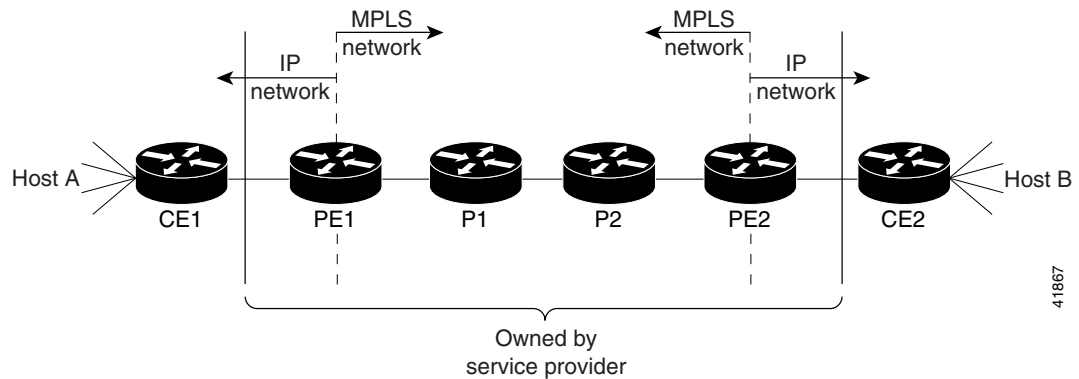 MPLS
network
MPLS
network
IP
network
IP
network
Host A
Host B
CE1
PE1
P1
P2
PE2
CE2
41867
Owned by
service provider